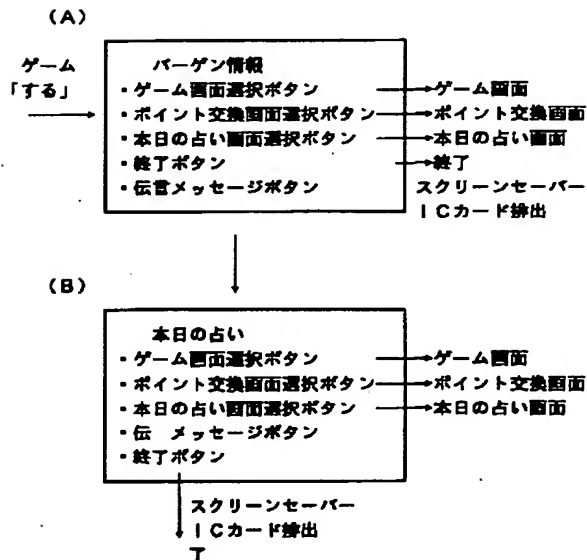 (A)
ゲーム
「する」
バーゲン情報
・ゲーム画面選択ボタン
ゲーム画面
・ポイント交換画面選択ボタン
ポイント交換画面
・本日の占い画面選択ボタン
本日の占い画面
・終了ボタン
終了
・伝言メッセージボタン
スクリーンセーバー
ICカード排出
(B)
本日の占い
・ゲーム画面選択ボタン
ゲーム画面
・ポイント交換画面選択ボタン
ポイント交換画面
・本日の占い画面選択ボタン
本日の占い画面
・伝 メッセージボタン
・終了ボタン
スクリーンセーバー
ICカード排出
了